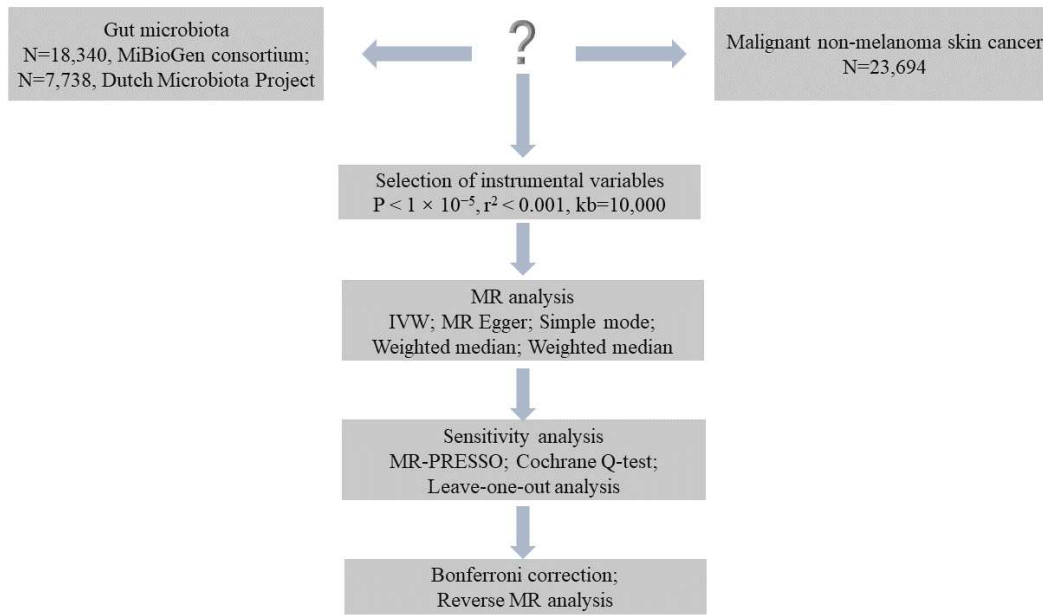 Gut microbiota
N=18,340, MiBioGen consortium;
N=7,738, Dutch Microbiota Project
?
Malignant non-melanoma skin cancer
N=23,694
Selection of instrumental variables
P < 1 × 10⁻⁵, r² < 0.001, kb=10,000
MR analysis
IVW; MR Egger; Simple mode;
Weighted median; Weighted median
Sensitivity analysis
MR-PRESSO; Cochrane Q-test;
Leave-one-out analysis
Bonferroni correction;
Reverse MR analysis